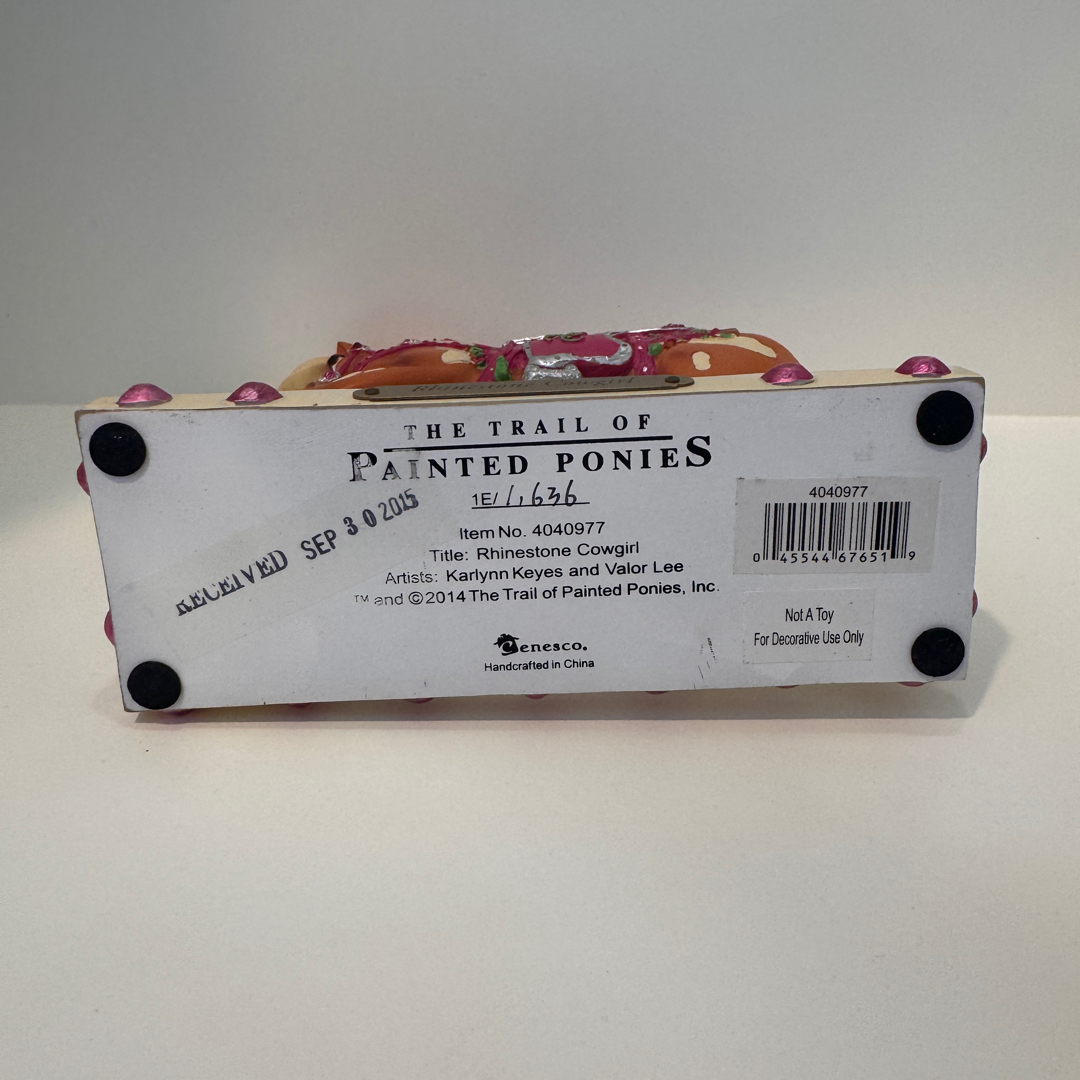 Rhinestone Cowgirl
THE TRAIL OF
PAINTED PONIES
1E/1,636
Item No. 4040977
Title: Rhinestone Cowgirl
Artists: Karlynn Keyes and Valor Lee
™ and ©2014 The Trail of Painted Ponies, Inc.
Enesco.
Handcrafted in China
RECEIVED SEP 30 2015
4040977
0 45544 67651 9
Not A Toy
For Decorative Use Only